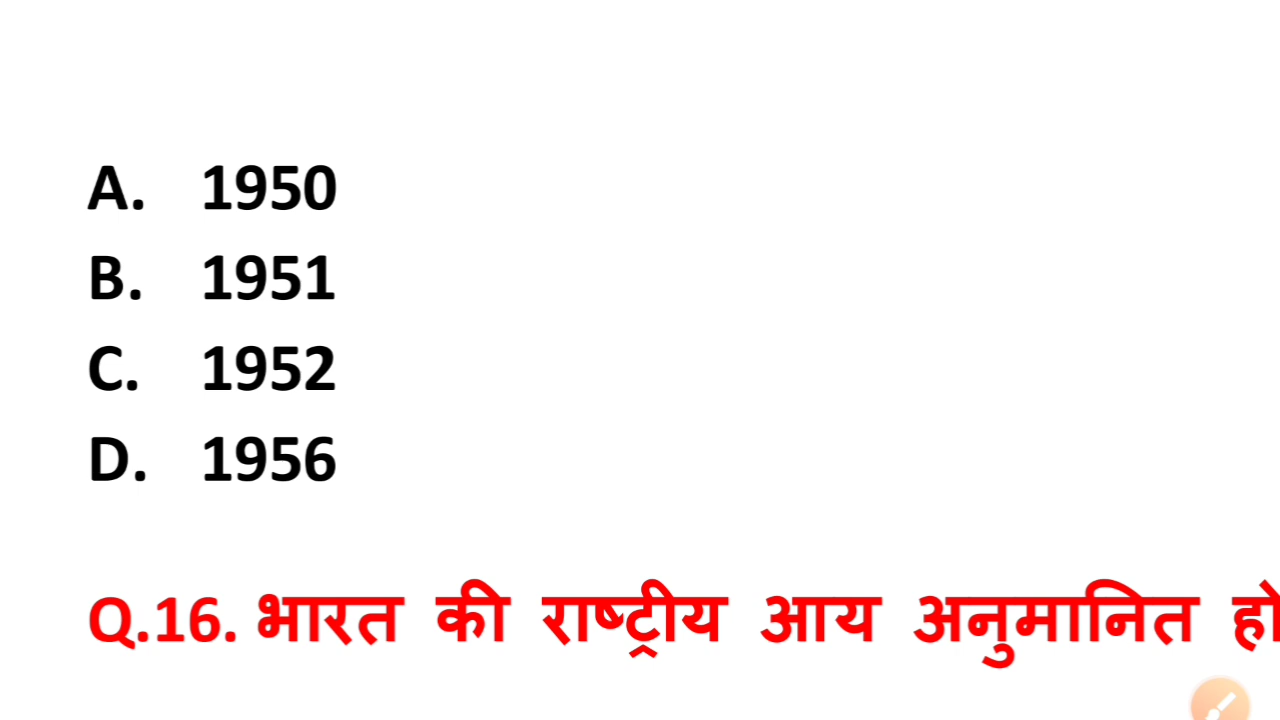 A. 1950
B. 1951
C. 1952
D. 1956
Q.16. भारत की राष्ट्रीय आय अनुमानित